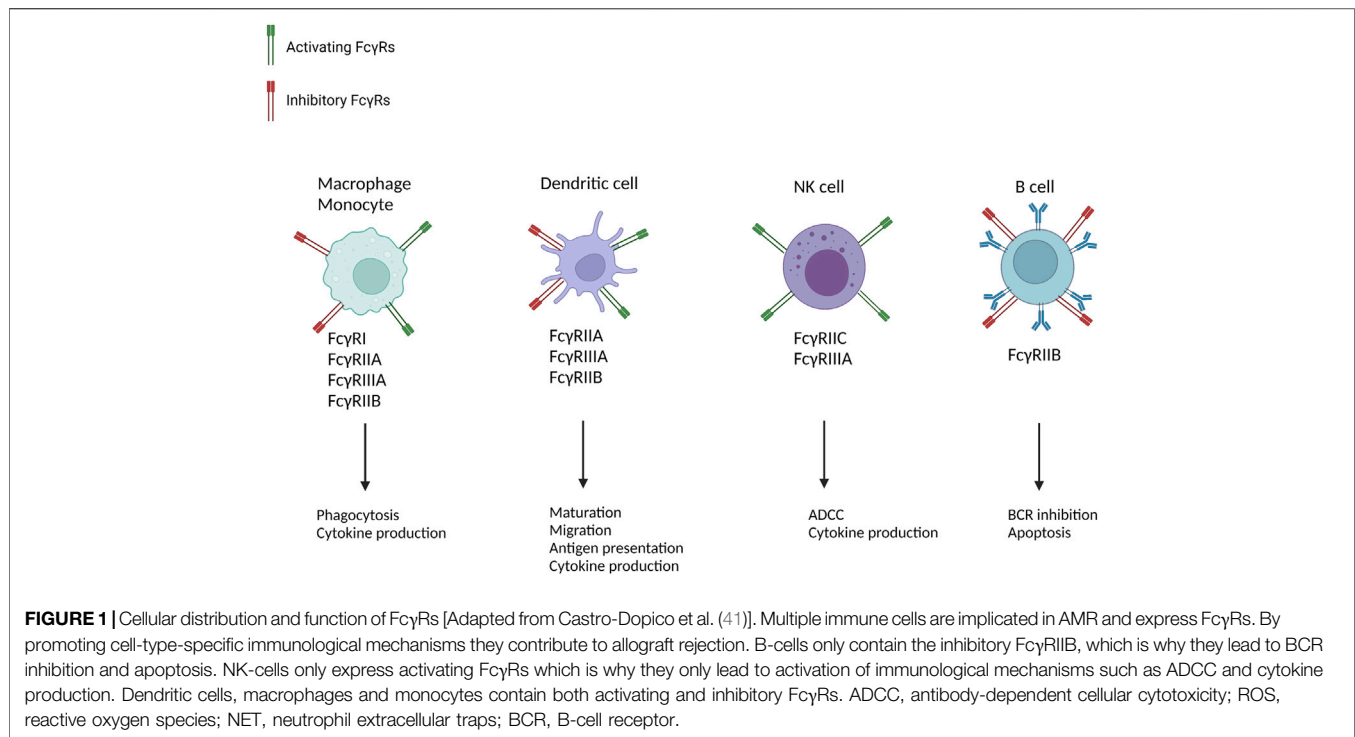 Activating FcγRs
Inhibitory FcγRs
Macrophage
Monocyte
FcγRI
FcγRIIA
FcγRIIIA
FcγRIIB
Phagocytosis
Cytokine production
Dendritic cell
FcγRIIA
FcγRIIIA
FcγRIIB
Maturation
Migration
Antigen presentation
Cytokine production
NK cell
FcγRIIC
FcγRIIIA
ADCC
Cytokine production
B cell
FcγRIIB
BCR inhibition
Apoptosis
FIGURE 1 | Cellular distribution and function of FcγRs [Adapted from Castro-Dopico et al. (41)]. Multiple immune cells are implicated in AMR and express FcγRs. By
promoting cell-type-specific immunological mechanisms they contribute to allograft rejection. B-cells only contain the inhibitory FcγRIIB, which is why they lead to BCR
inhibition and apoptosis. NK-cells only express activating FcγRs which is why they only lead to activation of immunological mechanisms such as ADCC and cytokine
production. Dendritic cells, macrophages and monocytes contain both activating and inhibitory FcγRs. ADCC, antibody-dependent cellular cytotoxicity; ROS,
reactive oxygen species; NET, neutrophil extracellular traps; BCR, B-cell receptor.